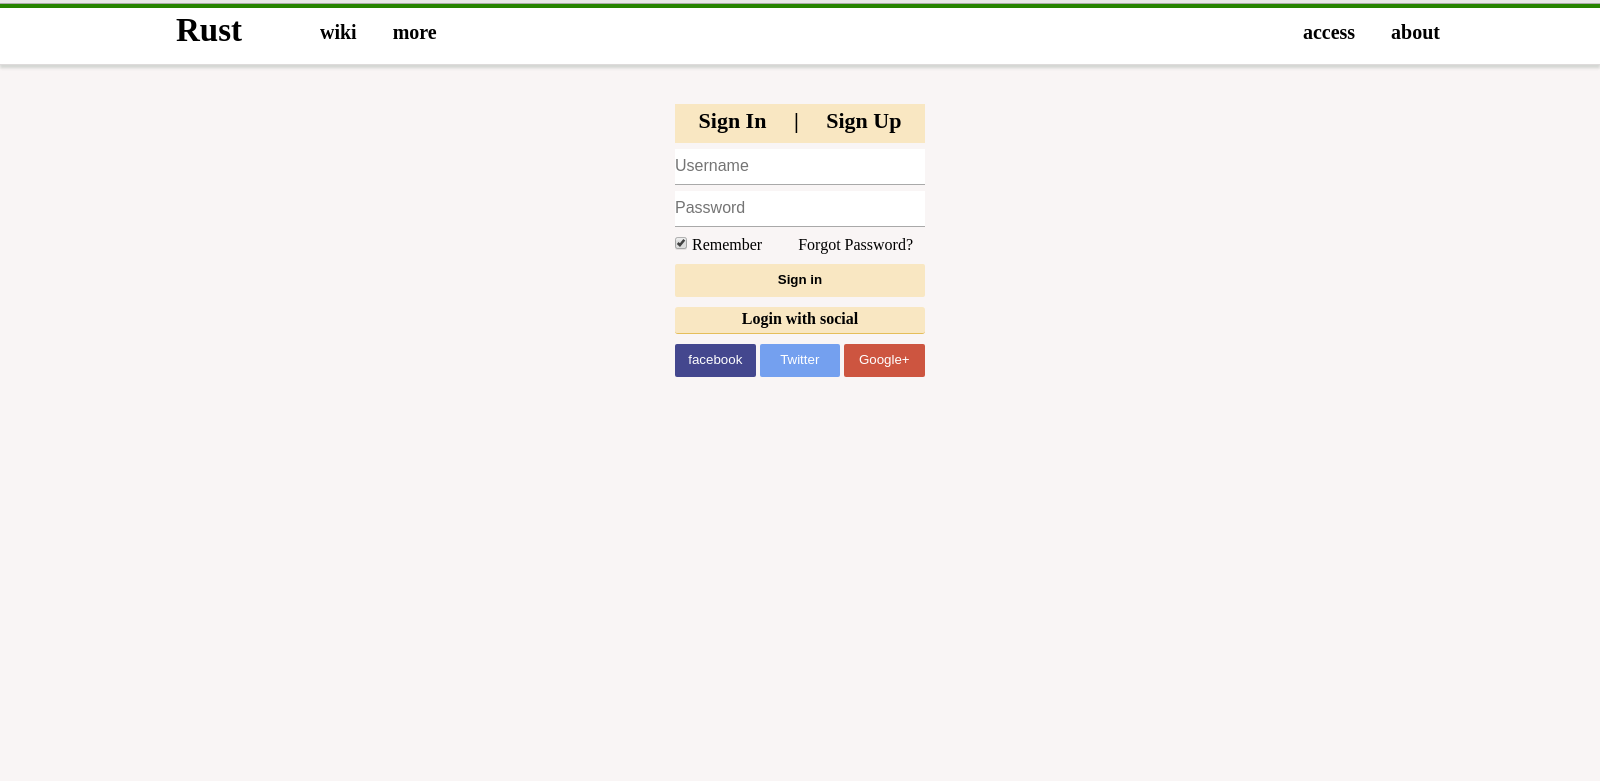 Rust wiki more access about
Sign In | Sign Up
Username
Password
Remember Forgot Password?
Sign in
Login with social
facebook Twitter Google+